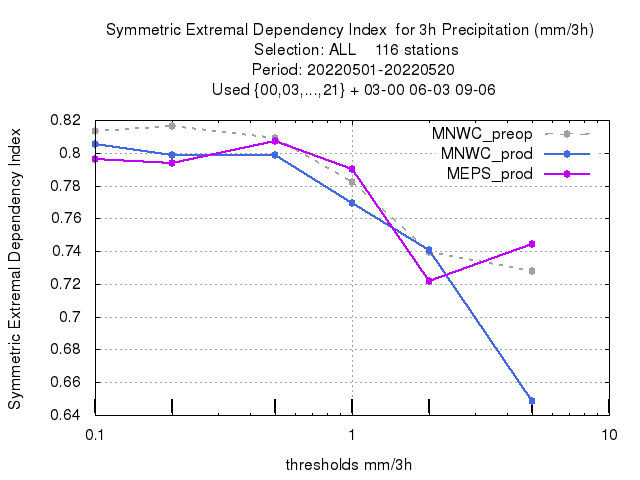 Symmetric Extremal Dependency Index  for 3h Precipitation (mm/3h)
Selection: ALL    116 stations
Period: 20220501-20220520
Used {00,03,...,21} + 03-00 06-03 09-06
Symmetric Extremal Dependency Index
0.82
0.8
0.78
0.76
0.74
0.72
0.7
0.68
0.66
0.64
MNWC_preop
MNWC_prod
MEPS_prod
0.1
1
10
thresholds mm/3h